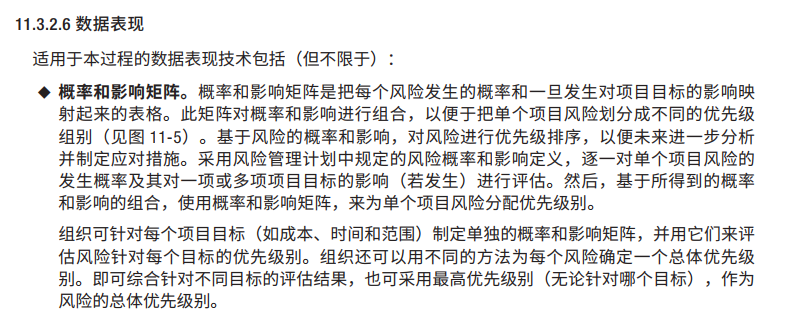 11.3.2.6 数据表现
适用于本过程的数据表现技术包括（但不限于）：
◆ 概率和影响矩阵。概率和影响矩阵是把每个风险发生的概率和一旦发生对项目目标的影响映
射起来的表格。此矩阵对概率和影响进行组合，以便于把单个项目风险划分成不同的优先级
组别（见图 11-5）。基于风险的概率和影响，对风险进行优先级排序，以便未来进一步分析
并制定应对措施。采用风险管理计划中规定的风险概率和影响定义，逐一对单个项目风险的
发生概率及其对一项或多项项目目标的影响（若发生）进行评估。然后，基于所得到的概率
和影响的组合，使用概率和影响矩阵，来为单个项目风险分配优先级别。
组织可针对每个项目目标（如成本、时间和范围）制定单独的概率和影响矩阵，并用它们来评
估风险针对每个目标的优先级别。组织还可以用不同的方法为每个风险确定一个总体优先级
别。即可综合针对不同目标的评估结果，也可采用最高优先级别（无论针对哪个目标），作为
风险的总体优先级别。